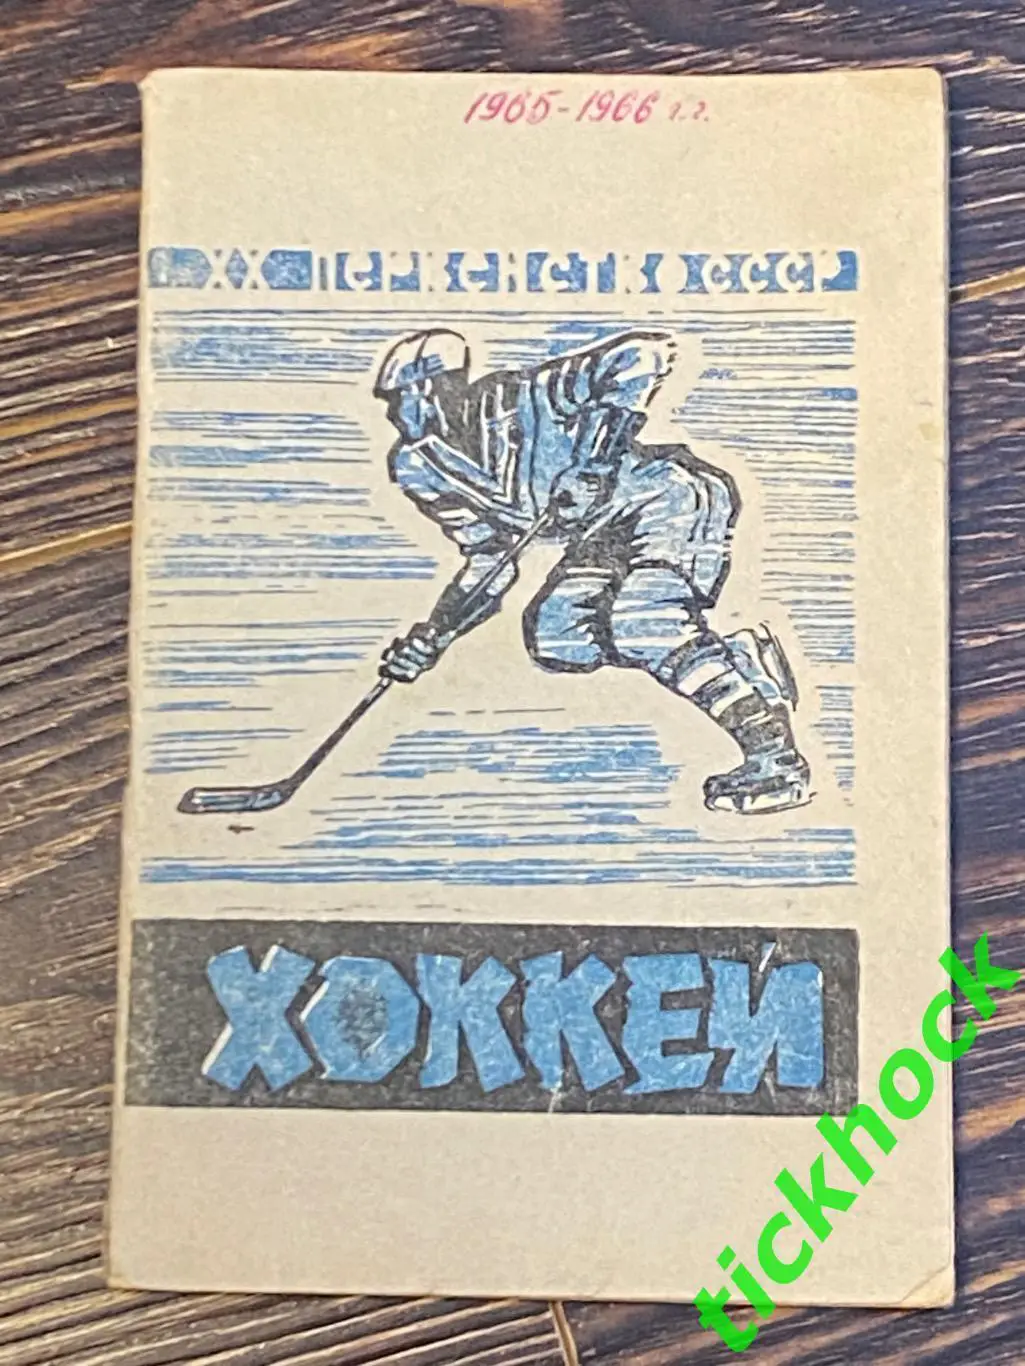 1965-1966 г.г.
XX ПЕРВЕНСТВО СССР
ХОККЕЙ
tickhock